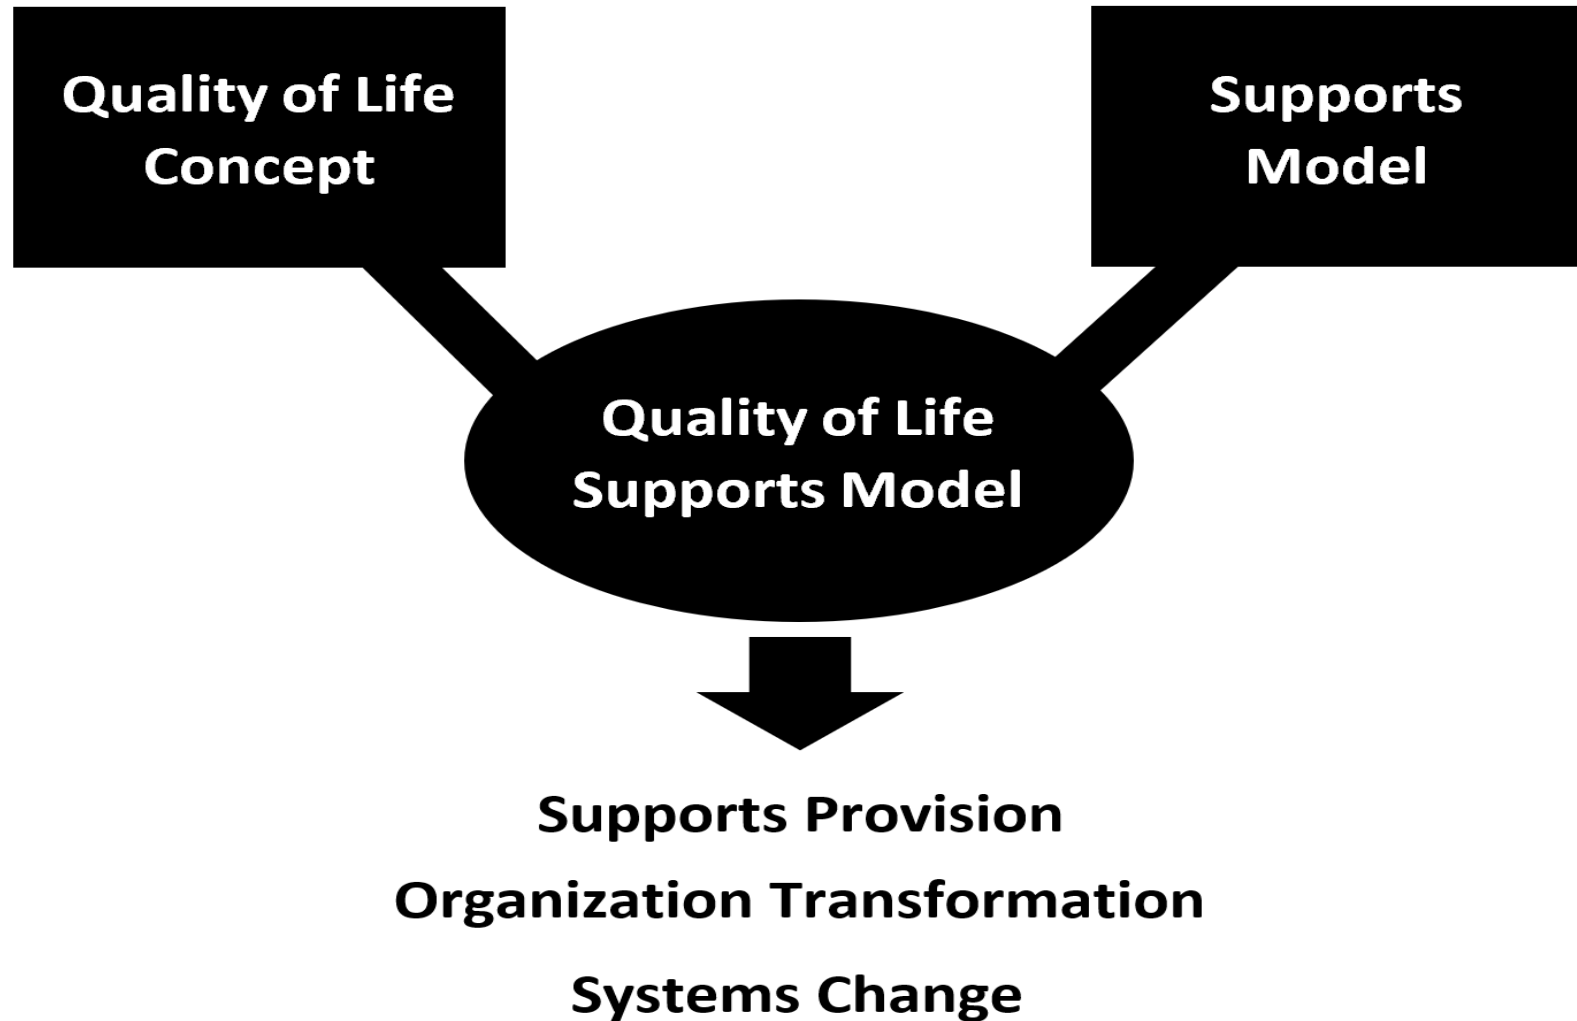 Quality of Life
Concept
Supports
Model
Quality of Life
Supports Model
Supports Provision
Organization Transformation
Systems Change